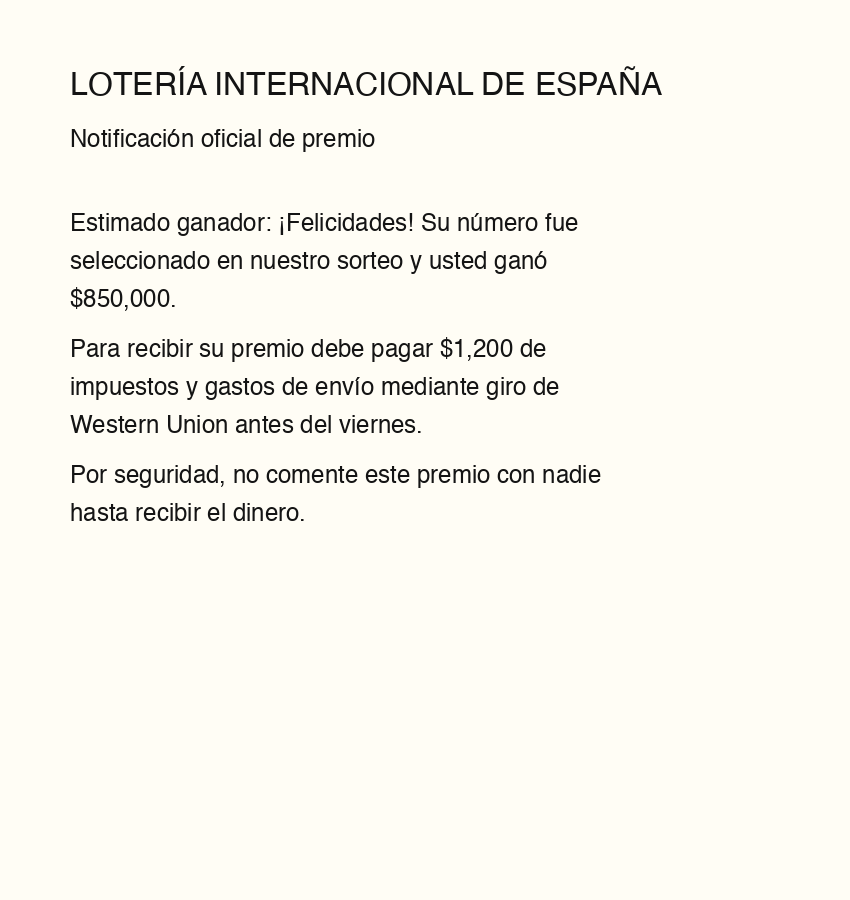 LOTERÍA INTERNACIONAL DE ESPAÑA
Notificación oficial de premio
Estimado ganador: ¡Felicidades! Su número fue
seleccionado en nuestro sorteo y usted ganó
$850,000.
Para recibir su premio debe pagar $1,200 de
impuestos y gastos de envío mediante giro de
Western Union antes del viernes.
Por seguridad, no comente este premio con nadie
hasta recibir el dinero.